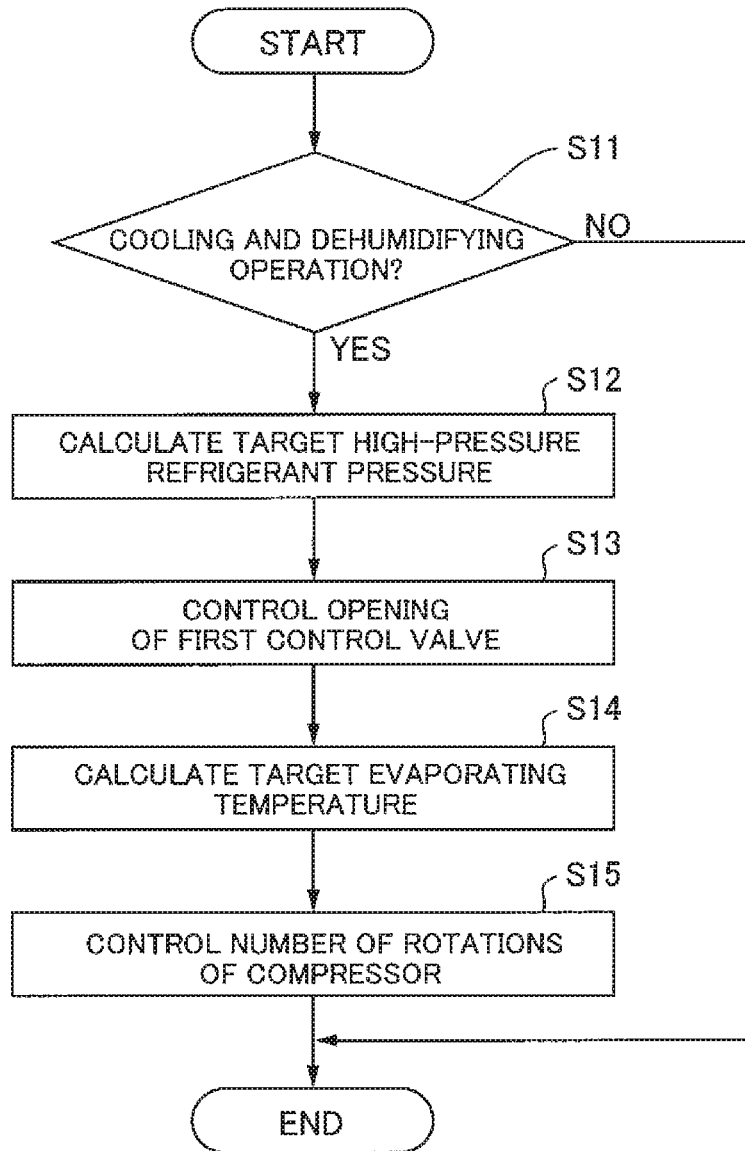 START
S11
COOLING AND DEHUMIDIFYING
OPERATION?
NO
YES
S12
CALCULATE TARGET HIGH-PRESSURE
REFRIGERANT PRESSURE
S13
CONTROL OPENING
OF FIRST CONTROL VALVE
S14
CALCULATE TARGET EVAPORATING
TEMPERATURE
S15
CONTROL NUMBER OF ROTATIONS
OF COMPRESSOR
END